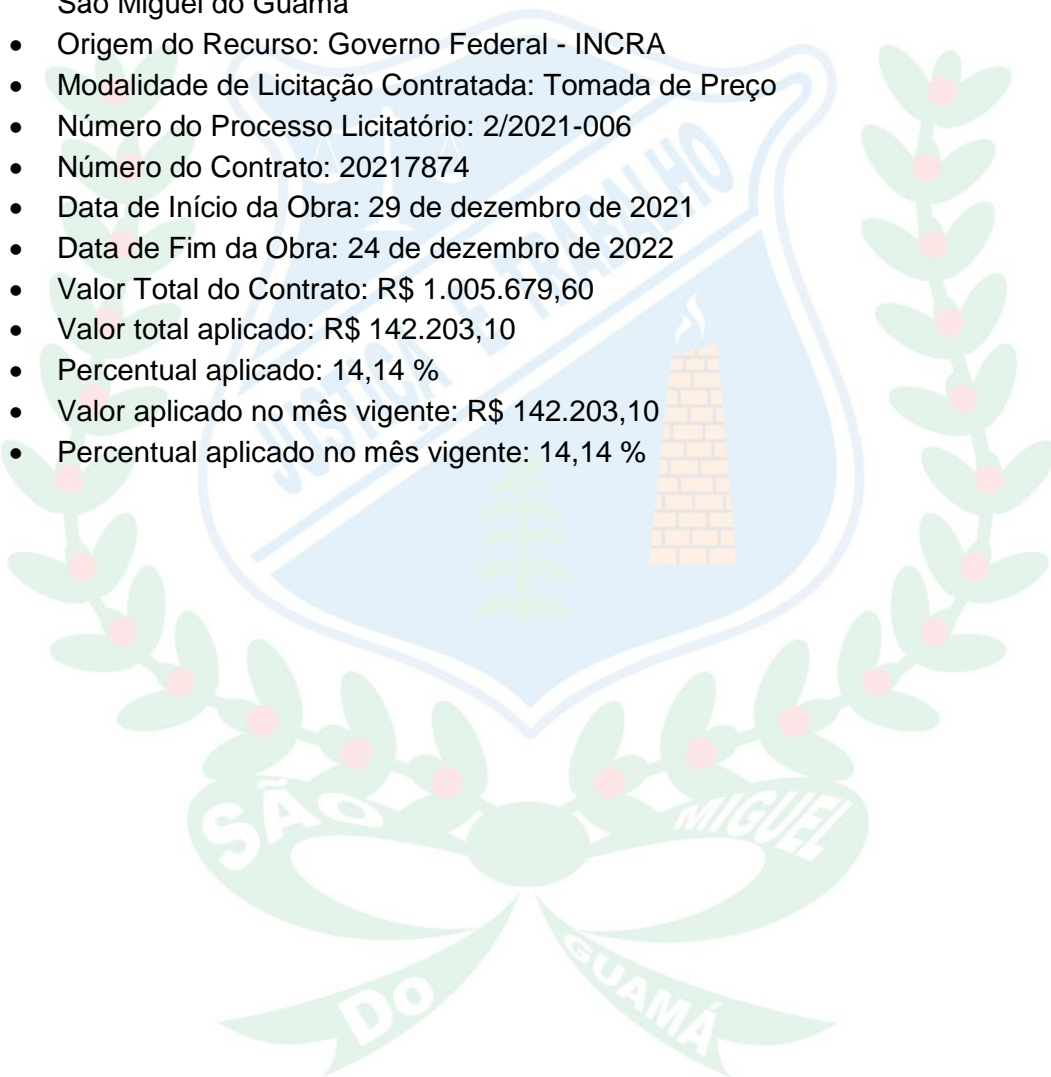 São Miguel do Guamá
• Origem do Recurso: Governo Federal - INCRA
• Modalidade de Licitação Contratada: Tomada de Preço
• Número do Processo Licitatório: 2/2021-006
• Número do Contrato: 20217874
• Data de Início da Obra: 29 de dezembro de 2021
• Data de Fim da Obra: 24 de dezembro de 2022
• Valor Total do Contrato: R$ 1.005.679,60
• Valor total aplicado: R$ 142.203,10
• Percentual aplicado: 14,14 %
• Valor aplicado no mês vigente: R$ 142.203,10
• Percentual aplicado no mês vigente: 14,14 %
JUSTIÇA E TRABALHO
SÃO MIGUEL
DO GUAMÁ